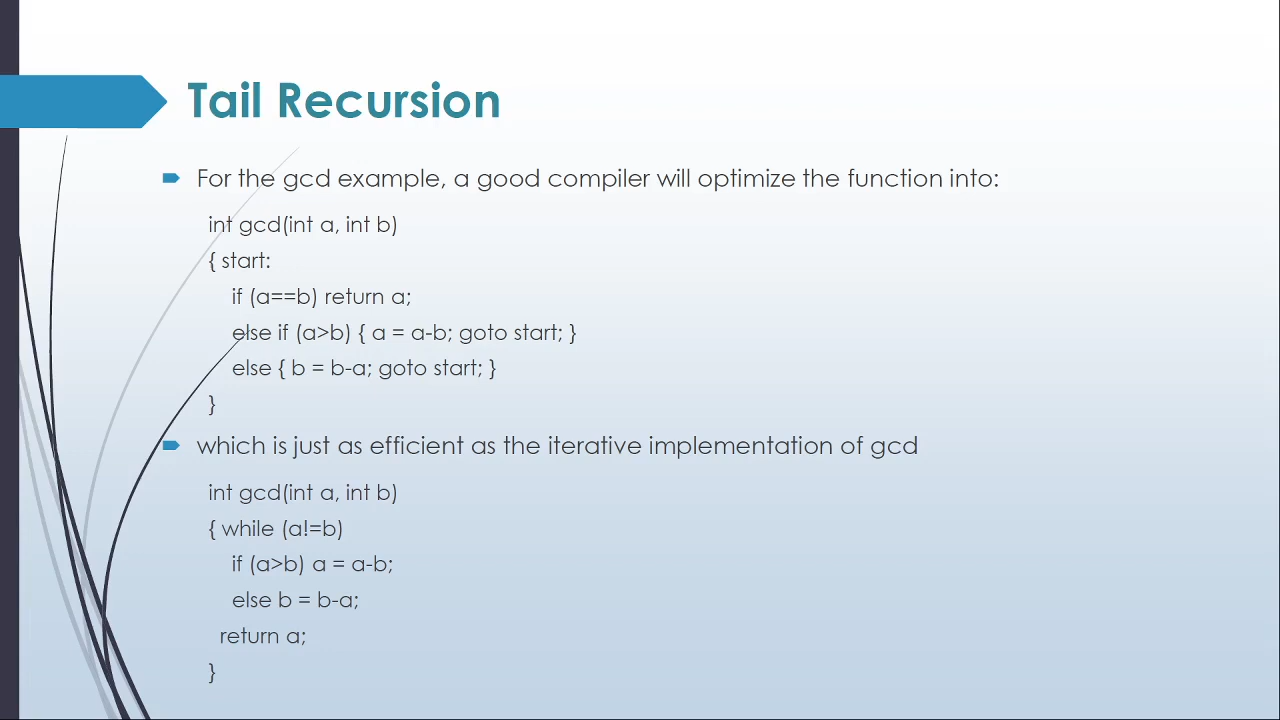 Tail Recursion
For the gcd example, a good compiler will optimize the function into:
int gcd(int a, int b)
{ start:
if (a==b) return a;
else if (a>b) { a = a-b; goto start; }
else { b = b-a; goto start; }
}
which is just as efficient as the iterative implementation of gcd
int gcd(int a, int b)
{ while (a!=b)
if (a>b) a = a-b;
else b = b-a;
return a;
}